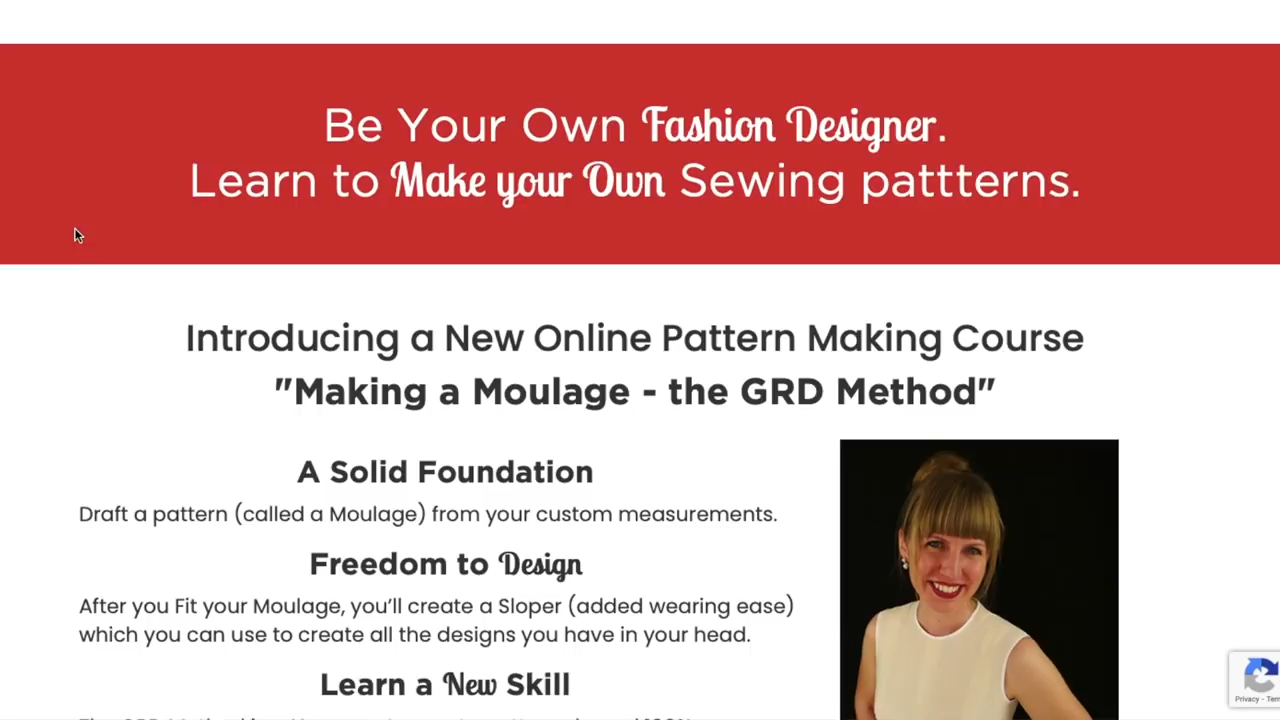 Be Your Own Fashion Designer.
Learn to Make your Own Sewing pattterns.
Introducing a New Online Pattern Making Course
"Making a Moulage - the GRD Method"
A Solid Foundation
Draft a pattern (called a Moulage) from your custom measurements.
Freedom to Design
After you Fit your Moulage, you'll create a Sloper (added wearing ease)
which you can use to create all the designs you have in your head.
Learn a New Skill
Privacy - Tern